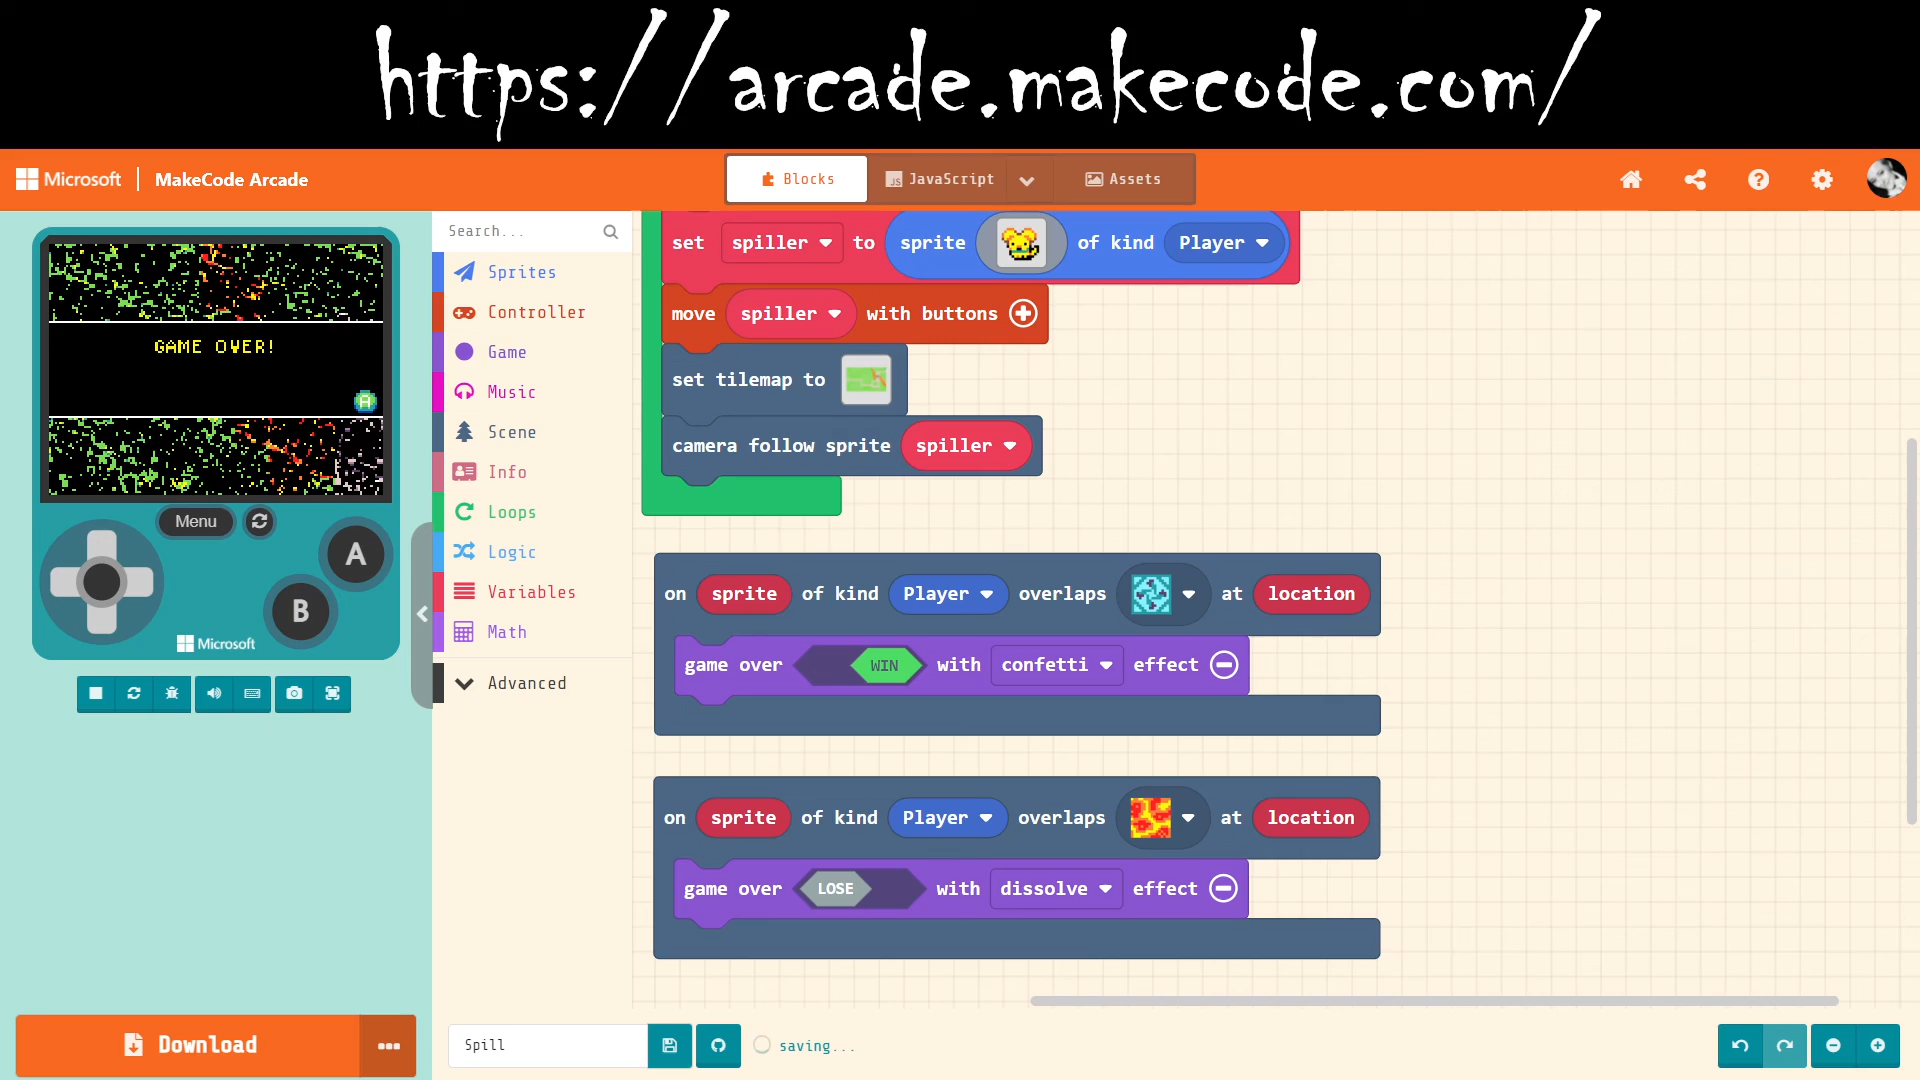 https://arcade.makecode.com/
Microsoft | MakeCode Arcade
Blocks
JS JavaScript
Assets
GAME OVER!
A
Menu
A
B
Microsoft
Search...
Sprites
Controller
Game
Music
Scene
Info
Loops
Logic
Variables
Math
Advanced
set spiller to sprite of kind Player
move spiller with buttons
set tilemap to
camera follow sprite spiller
on sprite of kind Player overlaps at location
game over WIN with confetti effect
on sprite of kind Player overlaps at location
game over LOSE with dissolve effect
Download
Spill
saving...